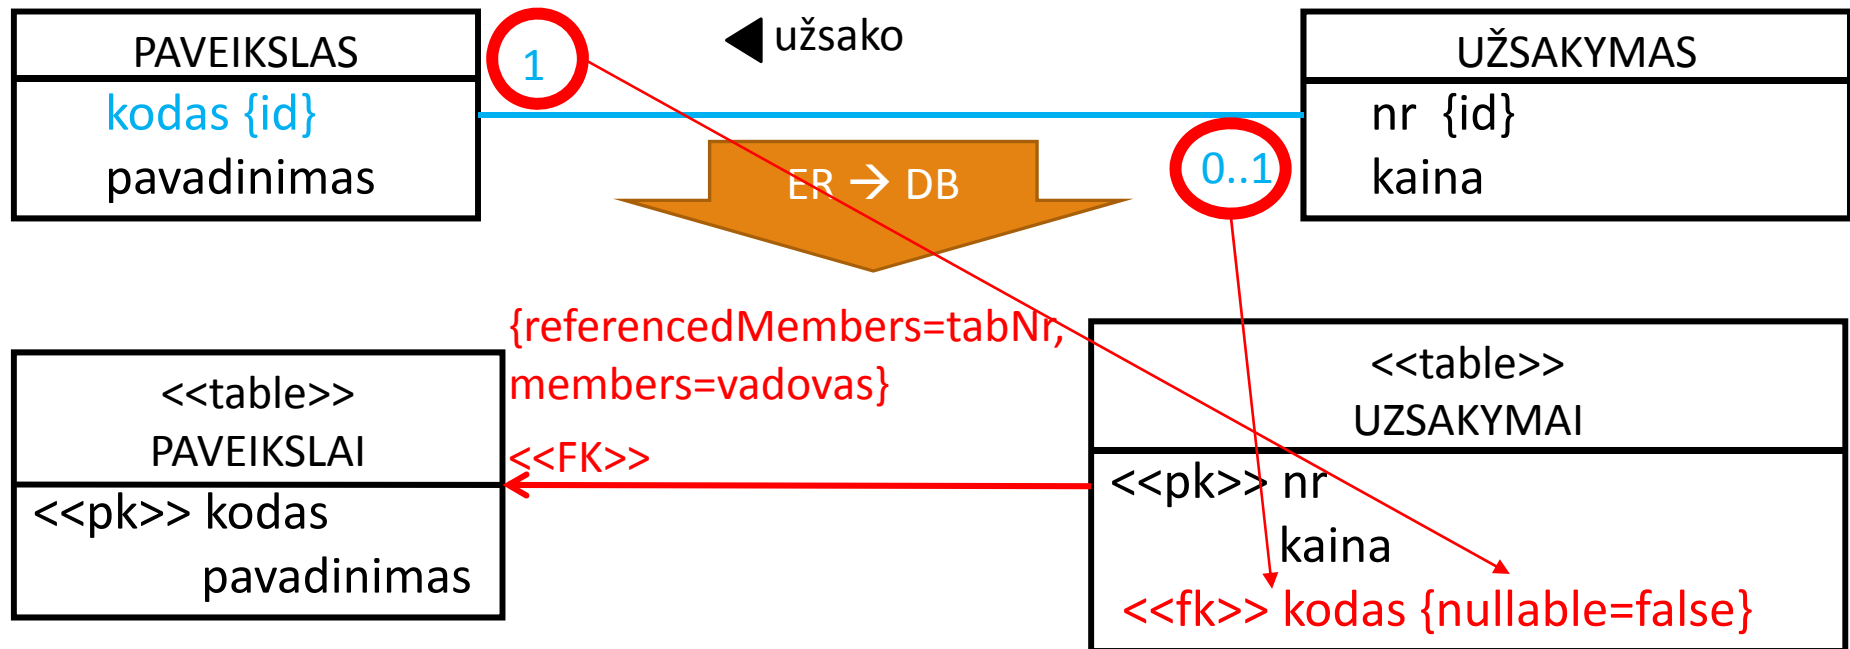 PAVEIKSLAS
kodas {id}
pavadinimas
1
◀ užsako
0..1
UŽSAKYMAS
nr {id}
kaina
ER → DB
{referencedMembers=tabNr,
members=vadovas}
<<FK>>
<<table>>
PAVEIKSLAI
<<pk>> kodas
pavadinimas
<<table>>
UZSAKYMAI
<<pk>> nr
kaina
<<fk>> kodas {nullable=false}